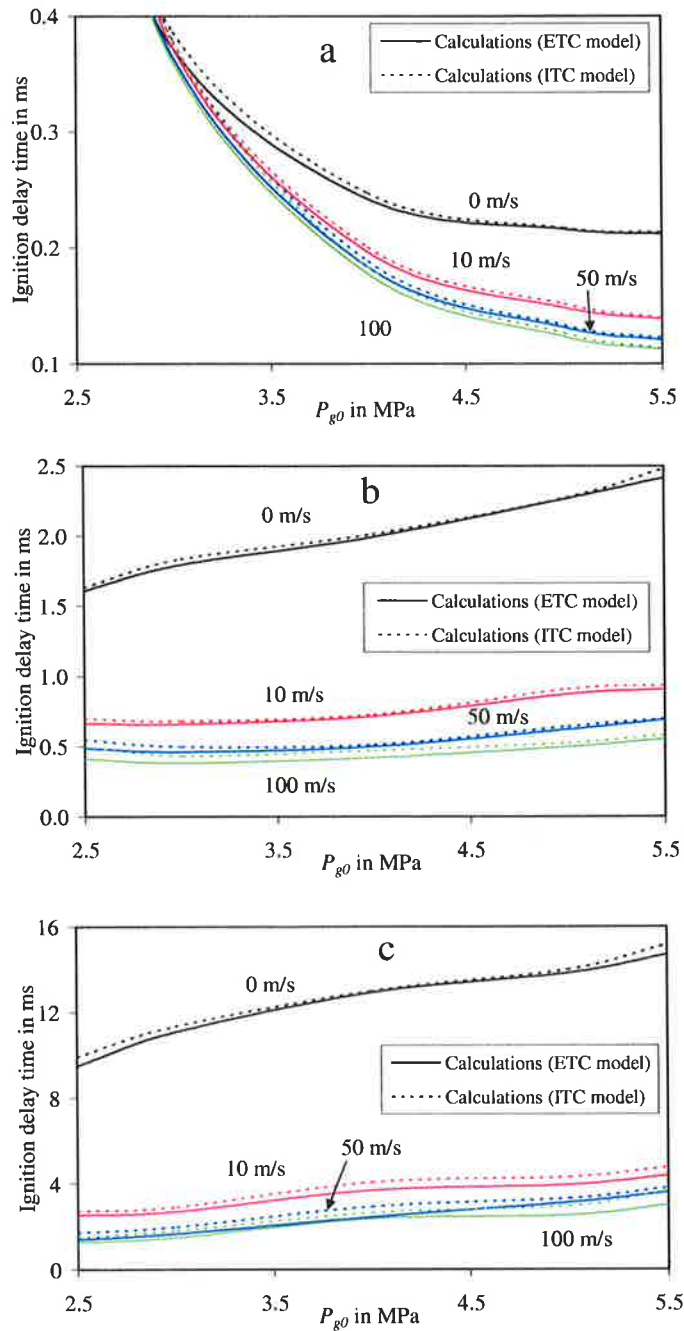 a
Calculations (ETC model)
Calculations (ITC model)
Ignition delay time in ms
0.4
0.3
0.2
0.1
0 m/s
10 m/s
50 m/s
100
2.5
3.5
4.5
5.5
Pg0 in MPa
b
0 m/s
Calculations (ETC model)
Calculations (ITC model)
Ignition delay time in ms
2.5
2.0
1.5
1.0
0.5
0.0
10 m/s
50 m/s
100 m/s
2.5
3.5
4.5
5.5
Pg0 in MPa
c
0 m/s
Calculations (ETC model)
Calculations (ITC model)
Ignition delay time in ms
16
12
8
4
0
50 m/s
10 m/s
100 m/s
2.5
3.5
4.5
5.5
Pg0 in MPa